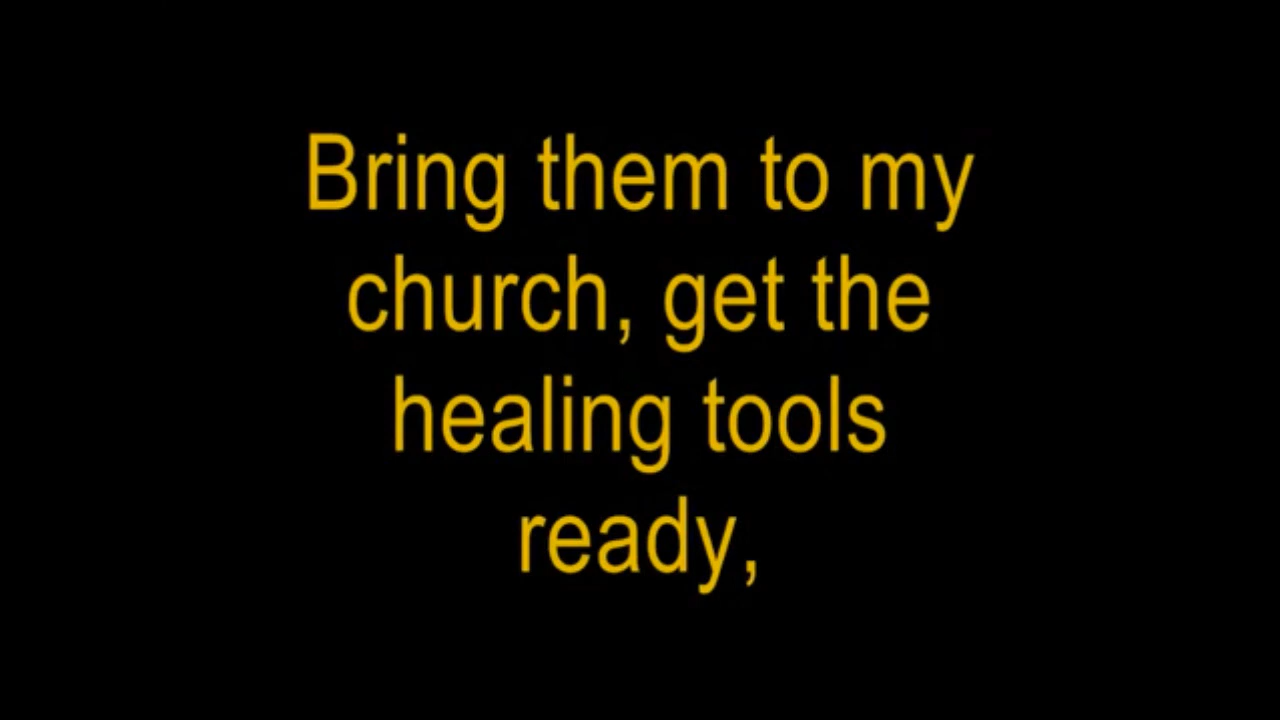 Bring them to my
church, get the
healing tools
ready,